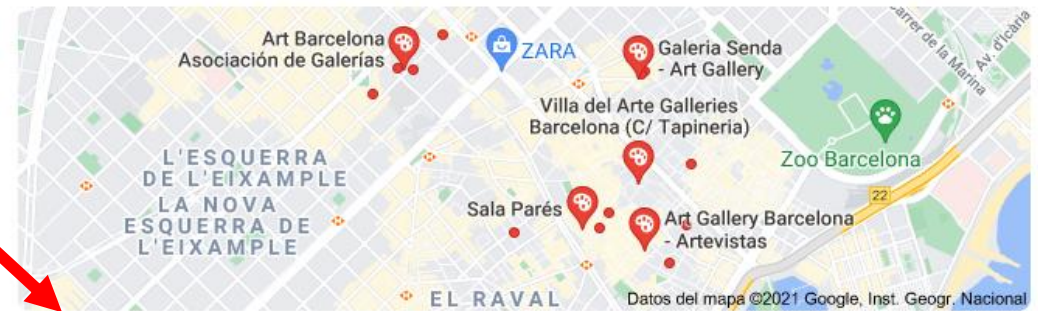 Art Barcelona
Asociación de Galerías
ZARA
Galeria Senda
- Art Gallery
Carrer de la Marina
Av. d'Icària
Villa del Arte Galleries
Barcelona (C/ Tapineria)
Zoo Barcelona
L'ESQUERRA
DE L'EIXAMPLE
LA NOVA
ESQUERRA DE
L'EIXAMPLE
22
Sala Parés
Art Gallery Barcelona
- Artevistas
EL RAVAL
Datos del mapa ©2021 Google, Inst. Geogr. Nacional